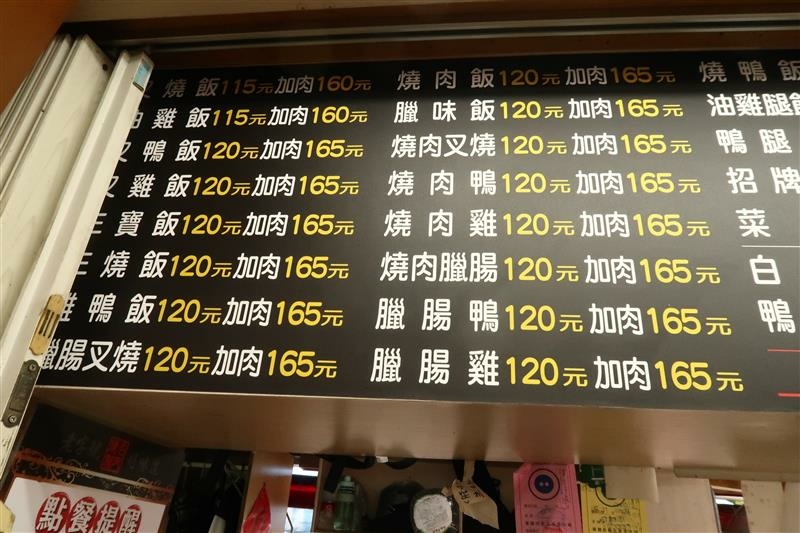 叉燒飯115元加肉160元
油雞飯115元加肉160元
叉鴨飯120元加肉165元
叉雞飯120元加肉165元
三寶飯120元加肉165元
三燒飯120元加肉165元
雞鴨飯120元加肉165元
臘腸叉燒120元加肉165元
燒肉飯120元加肉165元
臘味飯120元加肉165元
燒肉叉燒120元加肉165元
燒肉鴨120元加肉165元
燒肉雞120元加肉165元
燒肉臘腸120元加肉165元
臘腸鴨120元加肉165元
臘腸雞120元加肉165元
燒鴨飯
油雞腿飯
鴨腿
招牌
菜
白
鴨
點餐提醒